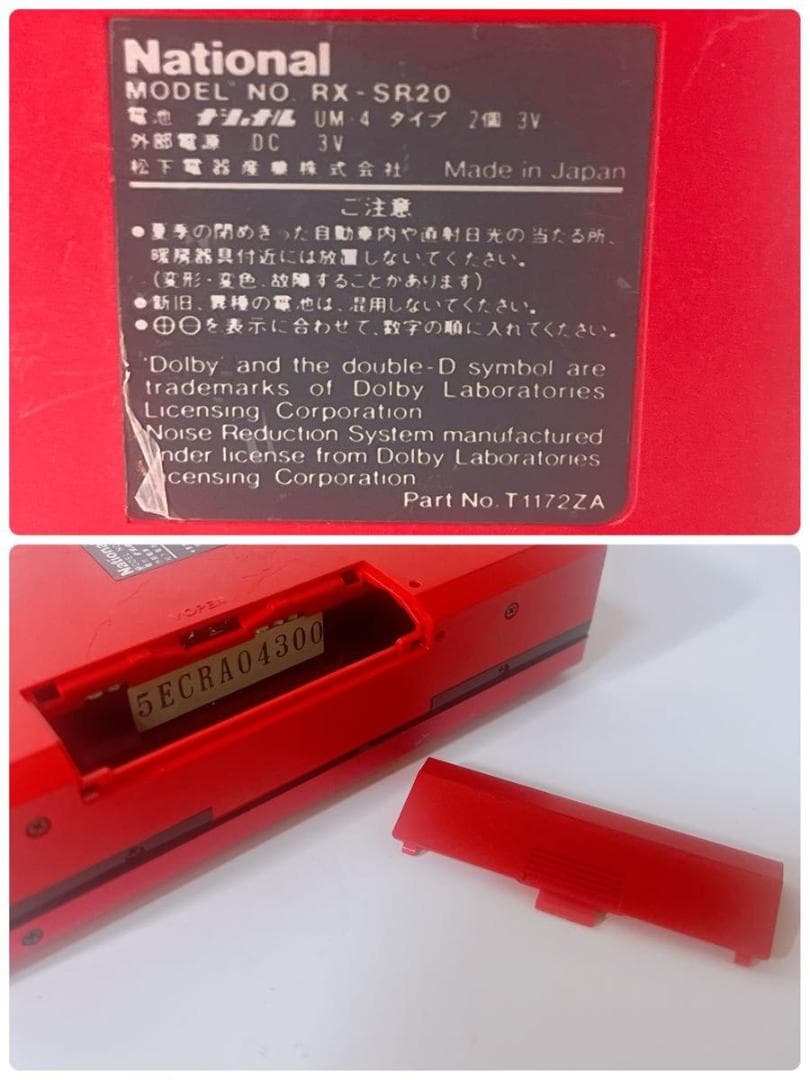 National
MODEL NO. RX-SR20
電池 ナショナル UM-4 タイプ 2個 3V
外部電源 DC 3V
松下電器産業株式会社 Made in Japan
ご注意
●夏季の閉めきった自動車内や直射日光の当たる所、
暖房器具付近には放置しないでください。
(変形・変色、故障することがあります)
●新旧、異種の電池は、混用しないでください。
●⊕⊖を表示に合わせて、数字の順に入れてください。
"Dolby" and the double-D symbol are
trademarks of Dolby Laboratories
Licensing Corporation
Noise Reduction System manufactured
under license from Dolby Laboratories
Licensing Corporation
Part No. T1172ZA
National
OPEN
5ECRA04300